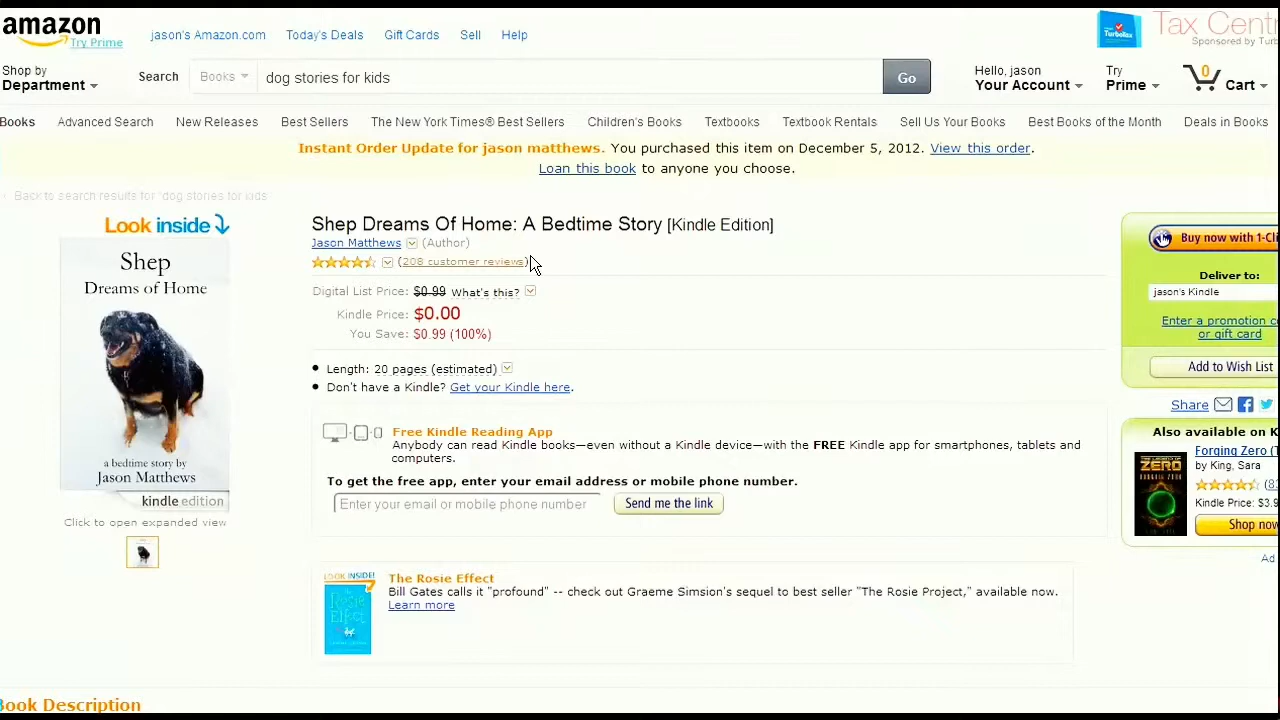 amazon
Try Prime
jason's Amazon.com Today's Deals Gift Cards Sell Help
TurboTax
Tax Cent
Sponsored by Turb
Shop by
Department
Search Books dog stories for kids Go
Hello, jason
Your Account
Try
Prime
0
Cart
Books Advanced Search New Releases Best Sellers The New York Times® Best Sellers Children's Books Textbooks Textbook Rentals Sell Us Your Books Best Books of the Month Deals in Books
Instant Order Update for jason matthews. You purchased this item on December 5, 2012. View this order.
Loan this book to anyone you choose.
Back to search results for "dog stories for kids
Look inside
Shep
Dreams of Home
a bedtime story by
Jason Matthews
kindle edition
Click to open expanded view
Shep Dreams Of Home: A Bedtime Story [Kindle Edition]
Jason Matthews (Author)
(208 customer reviews)
Digital List Price: $0.99 What's this?
Kindle Price: $0.00
You Save: $0.99 (100%)
Length: 20 pages (estimated)
Don't have a Kindle? Get your Kindle here.
Free Kindle Reading App
Anybody can read Kindle books—even without a Kindle device—with the FREE Kindle app for smartphones, tablets and
computers.
To get the free app, enter your email address or mobile phone number.
Enter your email or mobile phone number Send me the link
LOOK INSIDE!
The Rosie Effect
The Rosie Effect
Bill Gates calls it "profound" -- check out Graeme Simsion's sequel to best seller "The Rosie Project," available now.
Learn more
Buy now with 1-Cli
Deliver to:
jason's Kindle
Enter a promotion c
or gift card
Add to Wish List
Share
Also available on K
ZERO
Forging Zero (T
by King, Sara
(8
Kindle Price: $3.9
Shop now
Ad
Book Description